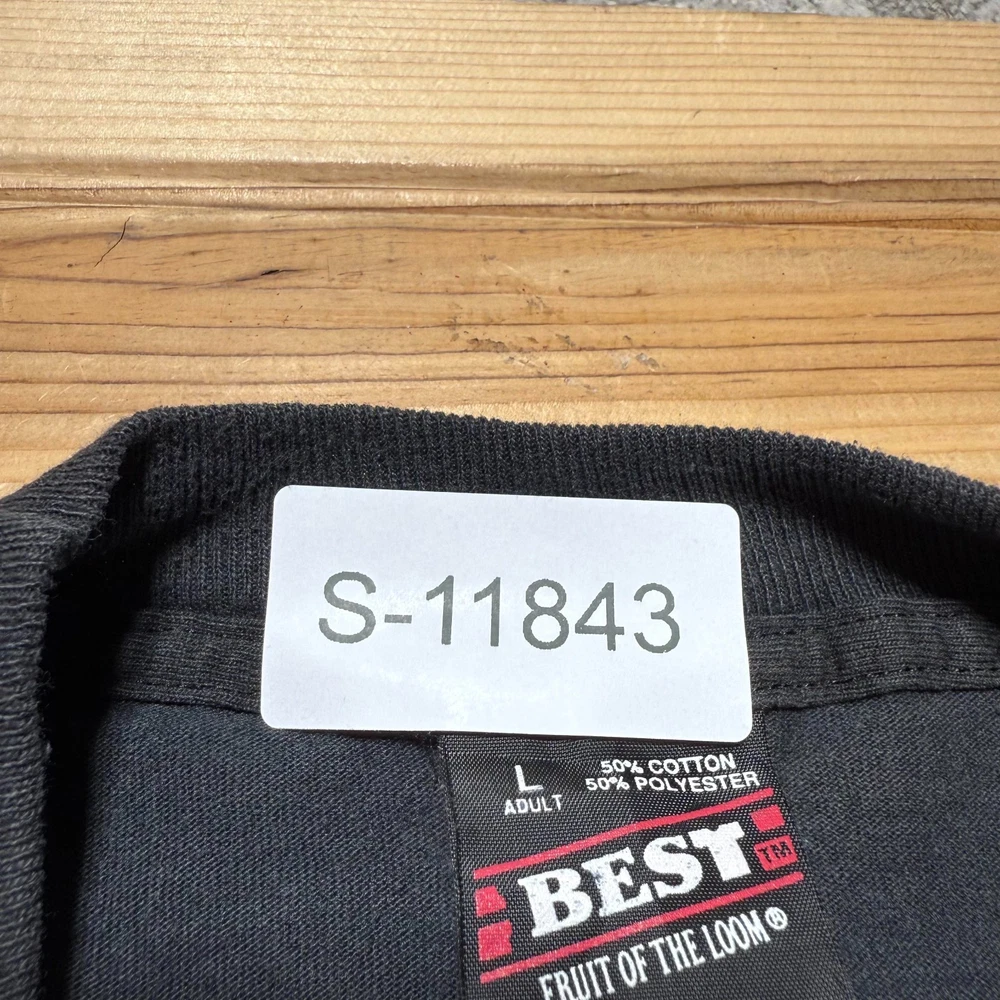 S-11843
L
ADULT
50% COTTON
50% POLYESTER
BEST
TM
FRUIT OF THE LOOM®